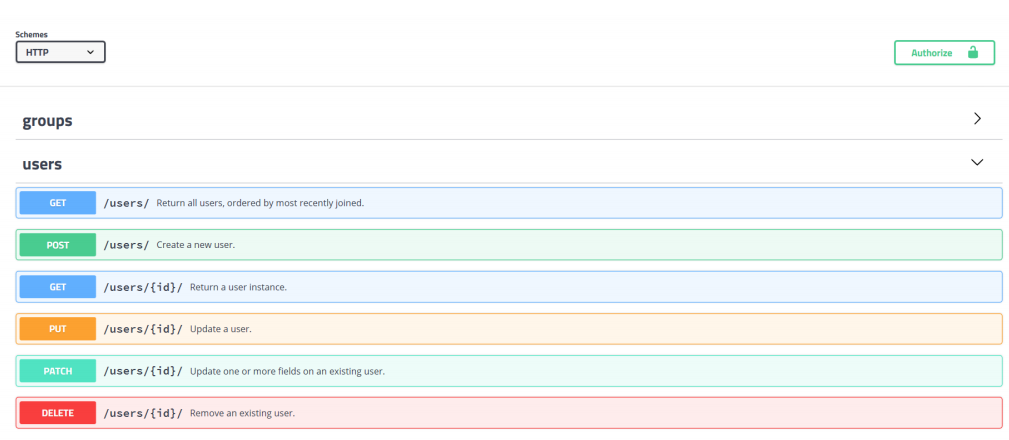 Schemes
HTTP
Authorize
groups
users
GET /users/ Return all users, ordered by most recently joined.
POST /users/ Create a new user.
GET /users/{id}/ Return a user instance.
PUT /users/{id}/ Update a user.
PATCH /users/{id}/ Update one or more fields on an existing user.
DELETE /users/{id}/ Remove an existing user.